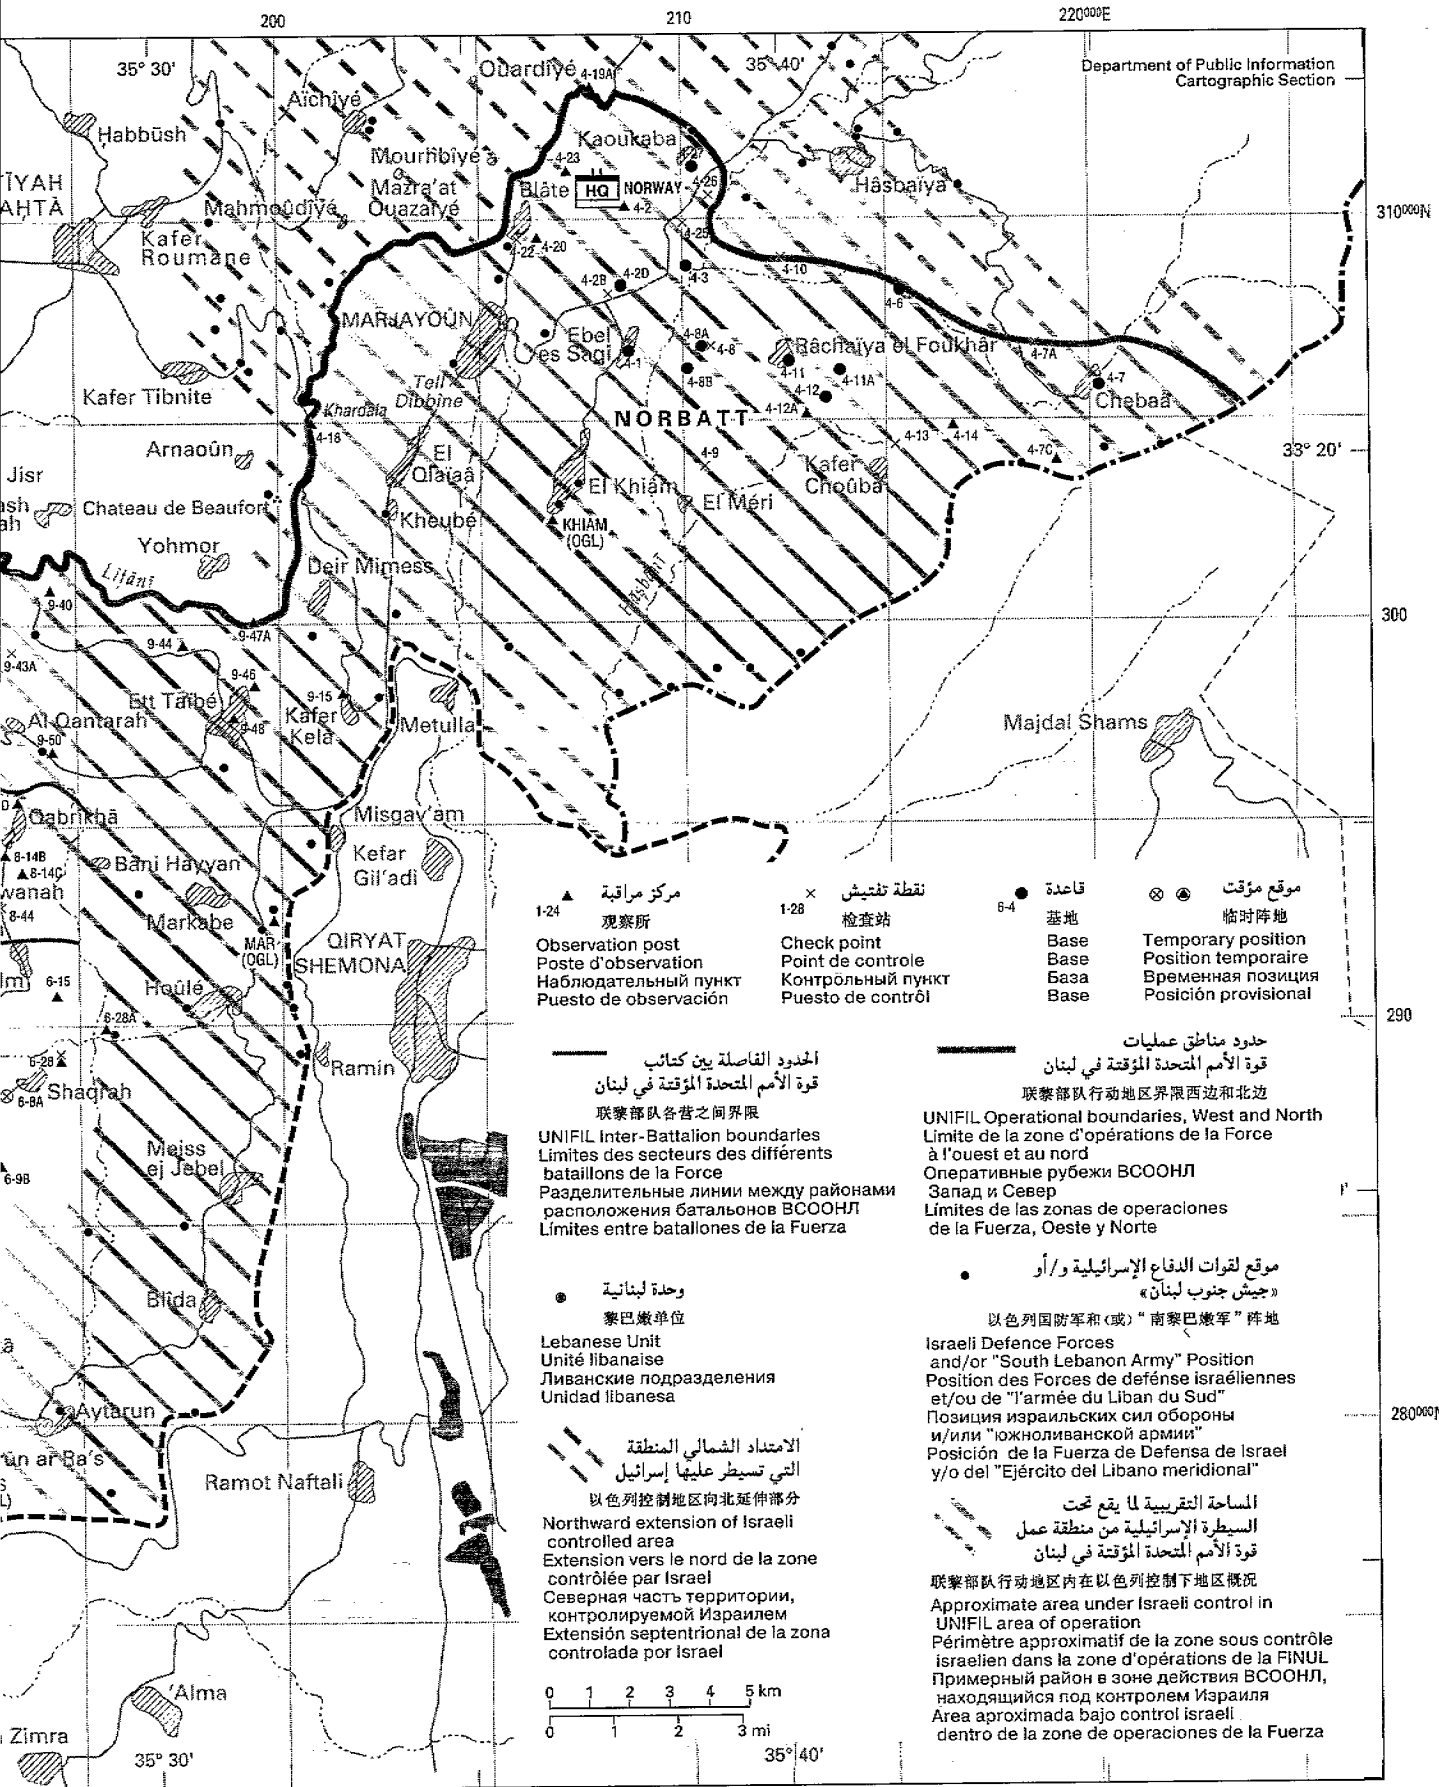 200
210
220⁰⁰⁰E
35° 30'
35° 40'
Department of Public Information
Cartographic Section
Ouardîyé
4-19A
Aïchîyé
Ḥabbūsh
Kaoukaba
4-27
4-23
Mazra'at
Ouazaîyé
Blâte
HQ
NORWAY
4-2
4-26
Hâsbaïya
ĪYAH
AḤTĀ
Mahmoûdîyé
Kafer
Roumane
310⁰⁰⁰N
4-25
4-22
4-20
4-10
4-2B
4-2D
4-3
4-6
MARJAYOÛN
Ebel
es Saqi
4-1
4-8A
4-8
4-8B
Râchaïya el Foukhâr
4-11
4-11A
4-12
4-12A
4-7A
4-7
Chebaâ
Kafer Tibnite
Tell
Dibbine
Khardala
4-18
NORBATT
4-13
4-14
4-7C
33° 20'
Arnaoûn
El
Qlaïaâ
4-9
Kafer
Choûba
Jisr
ash
ah
Chateau de Beaufort
Kheubé
El Khiám
El Méri
KHIAM
(OGL)
Yohmor
Deir Mimess
Lîţânî
Hasbani
9-40
9-47A
9-44
9-43A
300
9-46
9-15
Ett Taïbé
9-48
Kafer
Kela
Metulla
Al Qantarah
9-50
Majdal Shams
D
Qabrīkhā
Misgav'am
8-14B
8-14C
Bani Hayyan
Kefar
Gil'adi
wanah
8-44
Markabe
MAR
(OGL)
QIRYAT
SHEMONA
lm
6-15
Hoûlé
6-28A
6-28
6-8A
Shaqrah
Ramin
290
Meiss
ej Jebel
6-9B
Blîda
Aytarun
ūn ar Ra's
Ramot Naftali
280⁰⁰⁰N
'Alma
Zimra
35° 30'
35° 40'
مركز مراقبة
1-24
观察所
Observation post
Poste d'observation
Наблюдательный пункт
Puesto de observación
نقطة تفتيش
1-28
检查站
Check point
Point de controle
Контрольный пункт
Puesto de contrôl
قاعدة
6-4
基地
Base
Base
База
Base
موقع مؤقت
临时阵地
Temporary position
Position temporaire
Временная позиция
Posición provisional
الحدود الفاصلة بين كتائب
قوة الأمم المتحدة المؤقتة في لبنان
联黎部队各营之间界限
UNIFIL Inter-Battalion boundaries
Limites des secteurs des différents
bataillons de la Force
Разделительные линии между районами
расположения батальонов ВСООНЛ
Límites entre batallones de la Fuerza
حدود مناطق عمليات
قوة الأمم المتحدة المؤقتة في لبنان
联黎部队行动地区界限西边和北边
UNIFIL Operational boundaries, West and North
Limite de la zone d'opérations de la Force
à l'ouest et au nord
Оперативные рубежи ВСООНЛ
Запад и Север
Límites de las zonas de operaciones
de la Fuerza, Oeste y Norte
وحدة لبنانية
黎巴嫩单位
Lebanese Unit
Unité libanaise
Ливанские подразделения
Unidad libanesa
موقع لقوات الدفاع الإسرائيلية و/أو
«جيش جنوب لبنان»
以色列国防军和(或)“南黎巴嫩军”阵地
Israeli Defence Forces
and/or "South Lebanon Army" Position
Position des Forces de defénse israéliennes
et/ou de "l'armée du Liban du Sud"
Позиция израильских сил обороны
и/или "южноливанской армии"
Posición de la Fuerza de Defensa de Israel
y/o del "Ejército del Libano meridional"
الامتداد الشمالي المنطقة
التي تسيطر عليها إسرائيل
以色列控制地区向北延伸部分
Northward extension of Israeli
controlled area
Extension vers le nord de la zone
contrôlée par Israel
Северная часть территории,
контролируемой Израилем
Extensión septentrional de la zona
controlada por Israel
المساحة التقريبية لما يقع تحت
السيطرة الإسرائيلية من منطقة عمل
قوة الأمم المتحدة المؤقتة في لبنان
联黎部队行动地区内在以色列控制下地区概况
Approximate area under Israeli control in
UNIFIL area of operation
Périmètre approximatif de la zone sous contrôle
israelien dans la zone d'opérations de la FINUL
Примерный район в зоне действия ВСООНЛ,
находящийся под контролем Израиля
Area aproximada bajo control israeli
dentro de la zone de operaciones de la Fuerza
0 1 2 3 4 5 km
0 1 2 3 mi